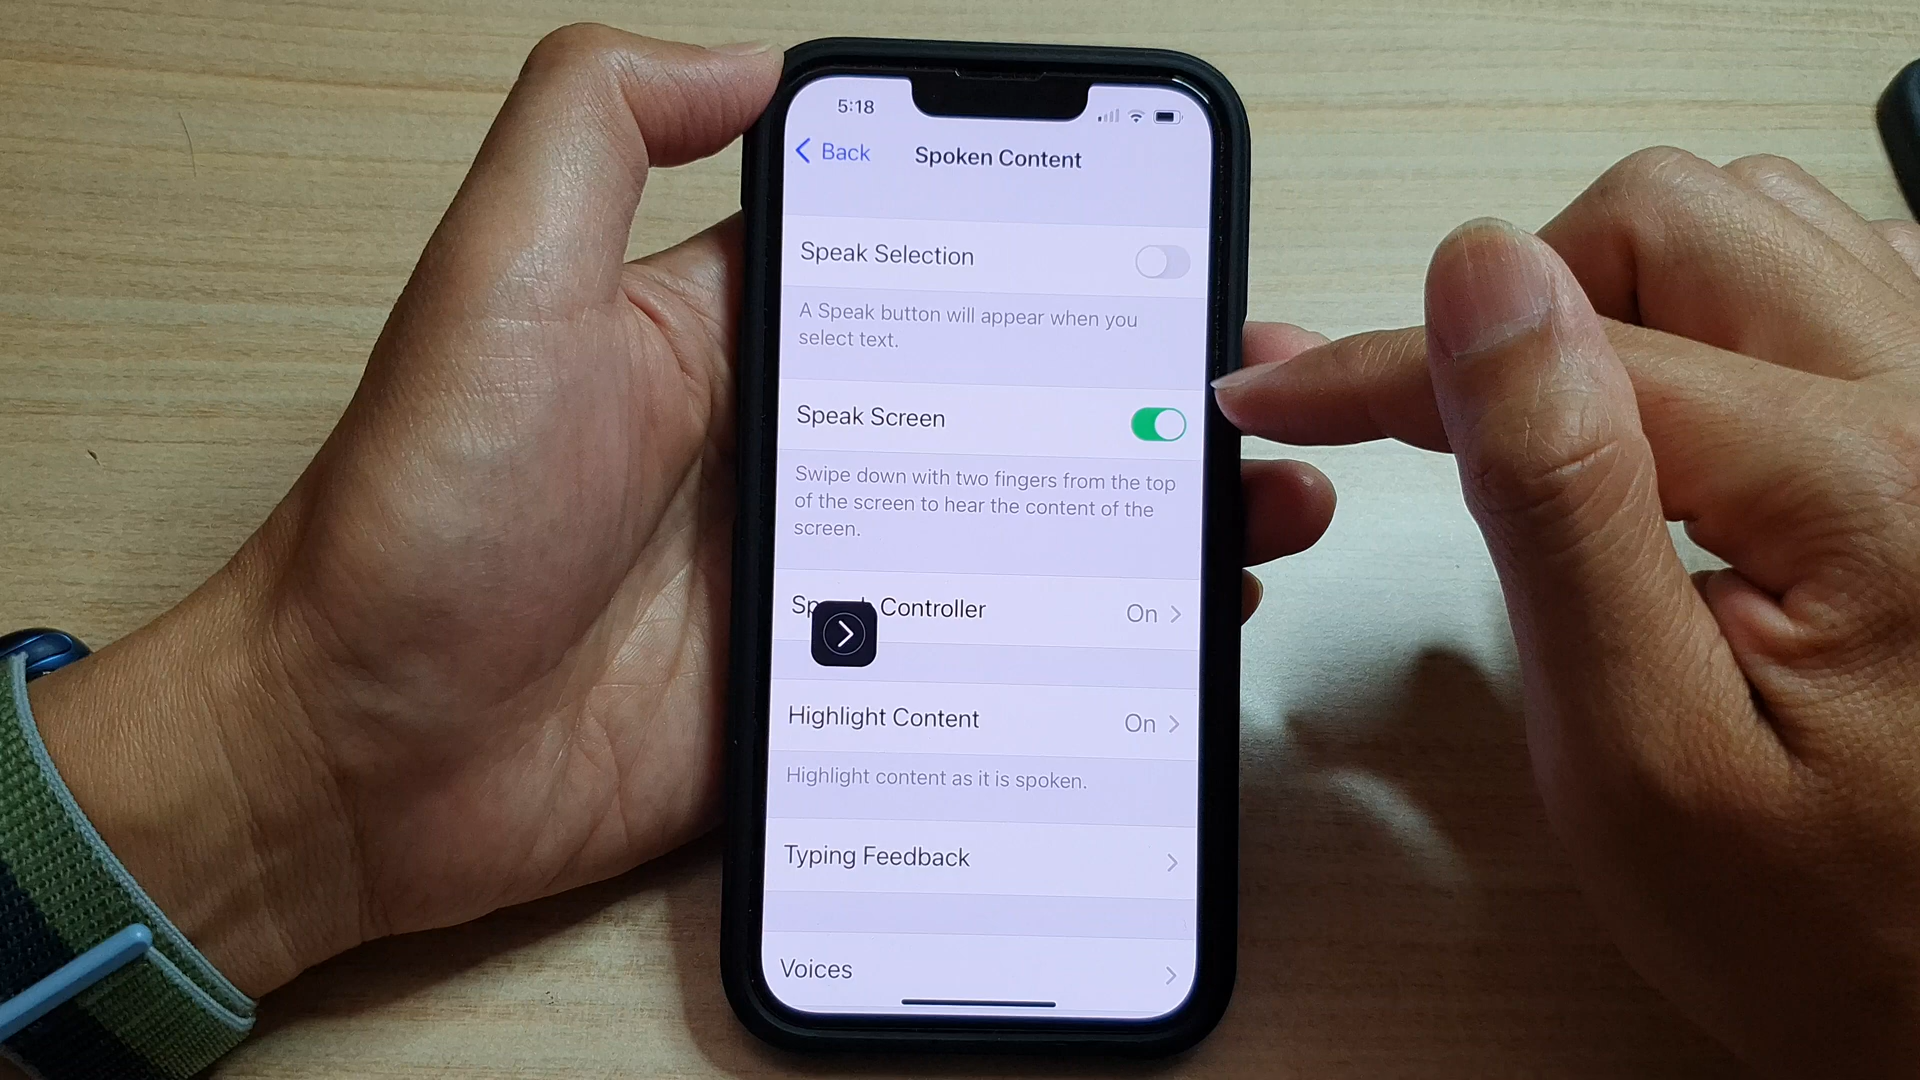 5:18
Back
Spoken Content
Speak Selection
A Speak button will appear when you
select text.
Speak Screen
Swipe down with two fingers from the top
of the screen to hear the content of the
screen.
Controller On
Highlight Content On
Highlight content as it is spoken.
Typing Feedback
Voices